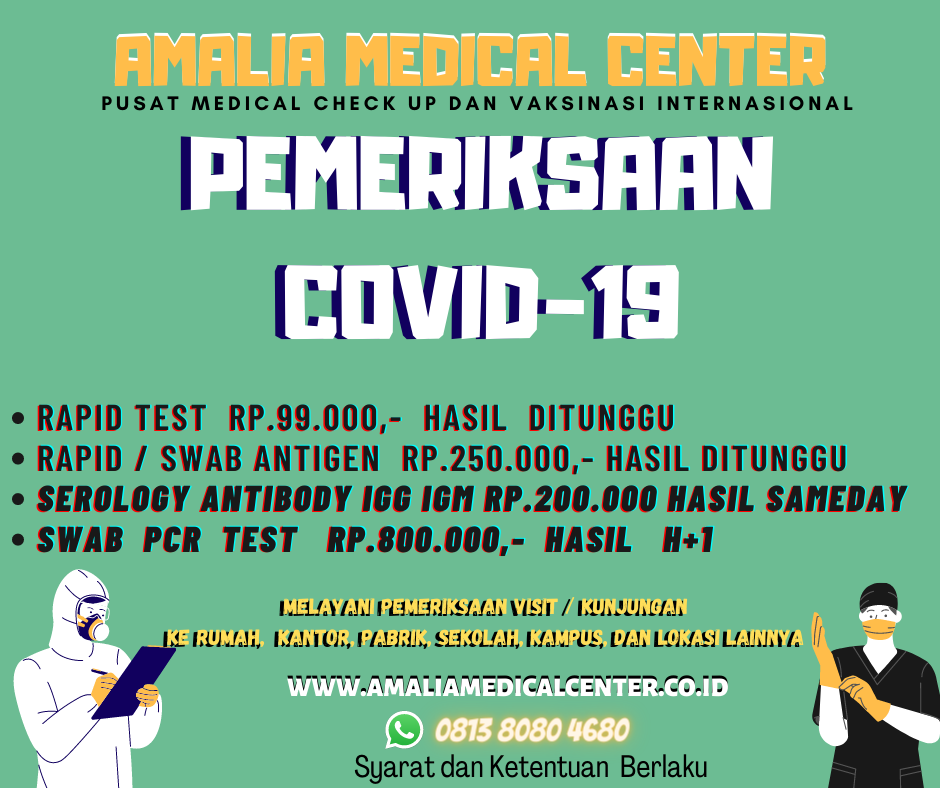 AMALIA MEDICAL CENTER
PUSAT MEDICAL CHECK UP DAN VAKSINASI INTERNASIONAL
PEMERIKSAAN
COVID-19
• RAPID TEST RP.99.000,- HASIL DITUNGGU
• RAPID / SWAB ANTIGEN RP.250.000,- HASIL DITUNGGU
• SEROLOGY ANTIBODY IGG IGM RP.200.000 HASIL SAMEDAY
• SWAB PCR TEST RP.800.000,- HASIL H+1
MELAYANI PEMERIKSAAN VISIT / KUNJUNGAN
KE RUMAH, KANTOR, PABRIK, SEKOLAH, KAMPUS, DAN LOKASI LAINNYA
WWW.AMALIAMEDICALCENTER.CO.ID
0813 8080 4680
Syarat dan Ketentuan Berlaku